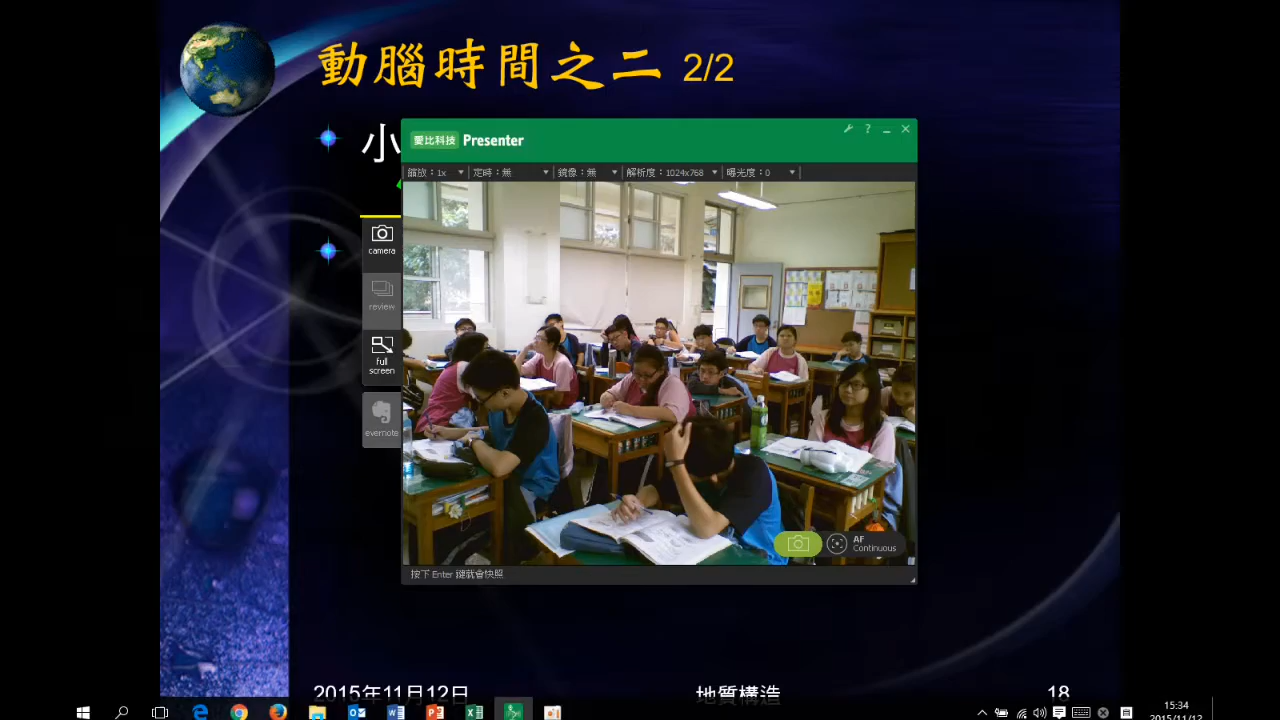 動腦時間之二 2/2
小
愛比科技 Presenter
縮放：1x 定時：無 鏡像：無 解析度：1024x768 曝光度：0
camera
review
full
screen
evernote
AF
Continuous
按下 Enter 鍵就會快照
2015年11月12日 地質構造 18
15:34
2015/11/12